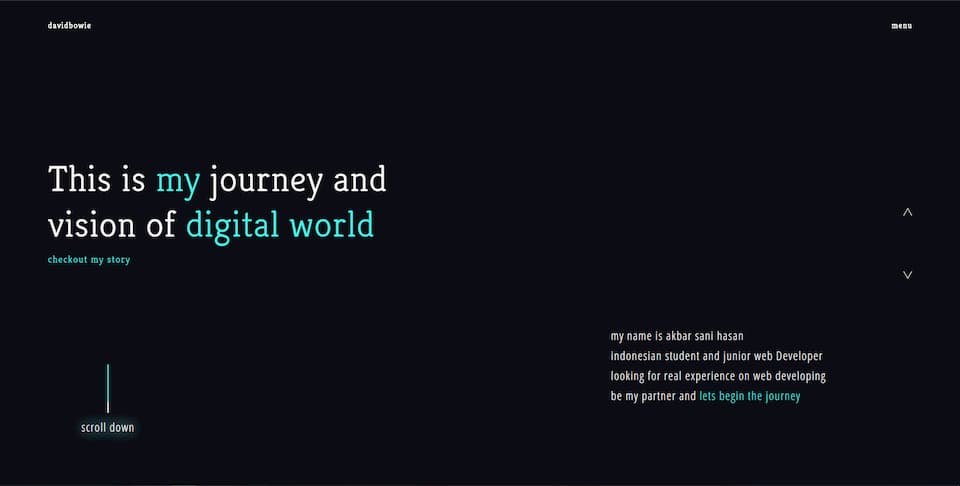 davidbowie
menu
This is my journey and
vision of digital world
checkout my story
my name is akbar sani hasan
indonesian student and junior web Developer
looking for real experience on web developing
be my partner and lets begin the journey
scroll down